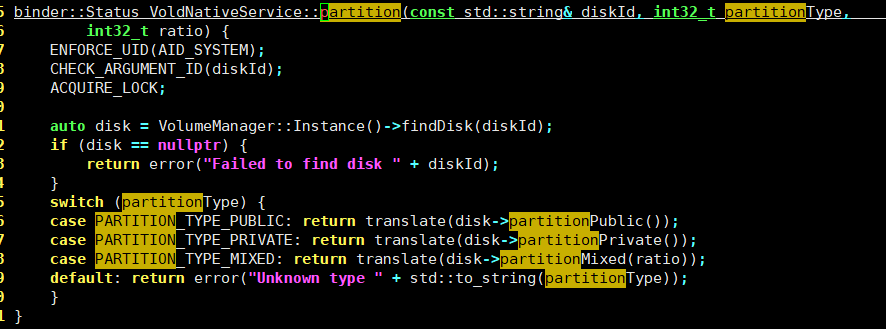 5 binder::Status VoldNativeService::partition(const std::string& diskId, int32_t partitionType,
6         int32_t ratio) {
7     ENFORCE_UID(AID_SYSTEM);
8     CHECK_ARGUMENT_ID(diskId);
9     ACQUIRE_LOCK;
0
1     auto disk = VolumeManager::Instance()->findDisk(diskId);
2     if (disk == nullptr) {
3         return error("Failed to find disk " + diskId);
4     }
5     switch (partitionType) {
6     case PARTITION_TYPE_PUBLIC: return translate(disk->partitionPublic());
7     case PARTITION_TYPE_PRIVATE: return translate(disk->partitionPrivate());
8     case PARTITION_TYPE_MIXED: return translate(disk->partitionMixed(ratio));
9     default: return error("Unknown type " + std::to_string(partitionType));
0     }
1 }